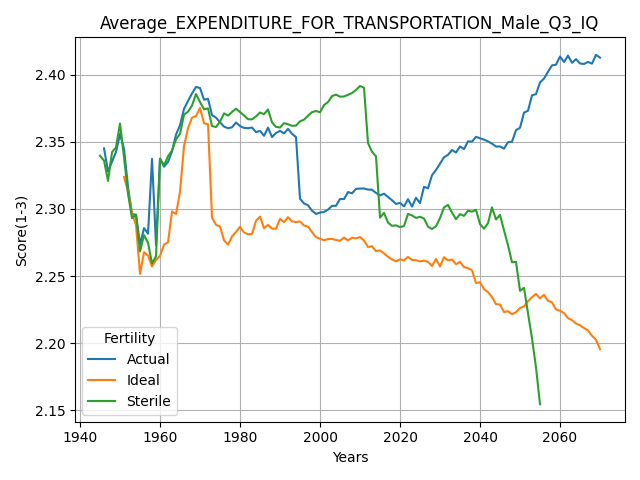 Average_EXPENDITURE_FOR_TRANSPORTATION_Male_Q3_IQ
Score(1-3)
2.40
2.35
2.30
2.25
2.20
2.15
Fertility
Actual
Ideal
Sterile
1940 1960 1980 2000 2020 2040 2060
Years